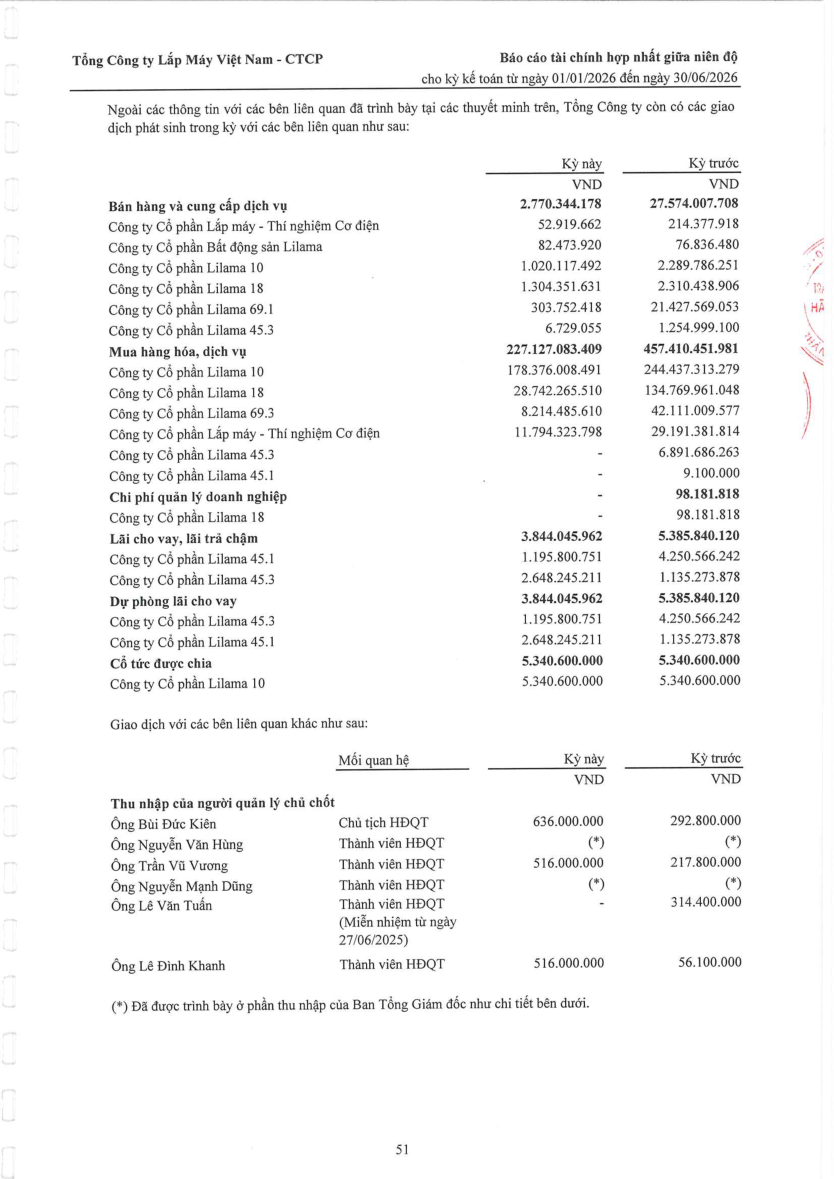 Tổng Công ty Lắp Máy Việt Nam - CTCP Báo cáo tài chính hợp nhất giữa niên độ
cho kỳ kế toán từ ngày 01/01/2026 đến ngày 30/06/2026
Ngoài các thông tin với các bên liên quan đã trình bày tại các thuyết minh trên, Tổng Công ty còn có các giao
dịch phát sinh trong kỳ với các bên liên quan như sau:
Kỳ này Kỳ trước
VND VND
Bán hàng và cung cấp dịch vụ 2.770.344.178 27.574.007.708
Công ty Cổ phần Lắp máy - Thí nghiệm Cơ điện 52.919.662 214.377.918
Công ty Cổ phần Bất động sản Lilama 82.473.920 76.836.480
Công ty Cổ phần Lilama 10 1.020.117.492 2.289.786.251
Công ty Cổ phần Lilama 18 1.304.351.631 2.310.438.906
Công ty Cổ phần Lilama 69.1 303.752.418 21.427.569.053
Công ty Cổ phần Lilama 45.3 6.729.055 1.254.999.100
Mua hàng hóa, dịch vụ 227.127.083.409 457.410.451.981
Công ty Cổ phần Lilama 10 178.376.008.491 244.437.313.279
Công ty Cổ phần Lilama 18 28.742.265.510 134.769.961.048
Công ty Cổ phần Lilama 69.3 8.214.485.610 42.111.009.577
Công ty Cổ phần Lắp máy - Thí nghiệm Cơ điện 11.794.323.798 29.191.381.814
Công ty Cổ phần Lilama 45.3 - 6.891.686.263
Công ty Cổ phần Lilama 45.1 - 9.100.000
Chi phí quản lý doanh nghiệp - 98.181.818
Công ty Cổ phần Lilama 18 - 98.181.818
Lãi cho vay, lãi trả chậm 3.844.045.962 5.385.840.120
Công ty Cổ phần Lilama 45.1 1.195.800.751 4.250.566.242
Công ty Cổ phần Lilama 45.3 2.648.245.211 1.135.273.878
Dự phòng lãi cho vay 3.844.045.962 5.385.840.120
Công ty Cổ phần Lilama 45.3 1.195.800.751 4.250.566.242
Công ty Cổ phần Lilama 45.1 2.648.245.211 1.135.273.878
Cổ tức được chia 5.340.600.000 5.340.600.000
Công ty Cổ phần Lilama 10 5.340.600.000 5.340.600.000
Giao dịch với các bên liên quan khác như sau:
Mối quan hệ Kỳ này Kỳ trước
VND VND
Thu nhập của người quản lý chủ chốt
Ông Bùi Đức Kiên Chủ tịch HĐQT 636.000.000 292.800.000
Ông Nguyễn Văn Hùng Thành viên HĐQT (*) (*)
Ông Trần Vũ Vương Thành viên HĐQT 516.000.000 217.800.000
Ông Nguyễn Mạnh Dũng Thành viên HĐQT (*) (*)
Ông Lê Văn Tuấn Thành viên HĐQT - 314.400.000
(Miễn nhiệm từ ngày
27/06/2025)
Ông Lê Đình Khanh Thành viên HĐQT 516.000.000 56.100.000
(*) Đã được trình bày ở phần thu nhập của Ban Tổng Giám đốc như chi tiết bên dưới.
51